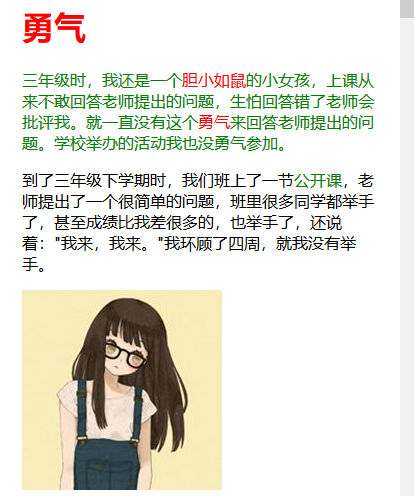 勇气
三年级时，我还是一个胆小如鼠的小女孩，上课从
来不敢回答老师提出的问题，生怕回答错了老师会
批评我。就一直没有这个勇气来回答老师提出的问
题。学校举办的活动我也没勇气参加。
到了三年级下学期时，我们班上了一节公开课，老
师提出了一个很简单的问题，班里很多同学都举手
了，甚至成绩比我差很多的，也举手了，还说
着："我来，我来。"我环顾了四周，就我没有举
手。